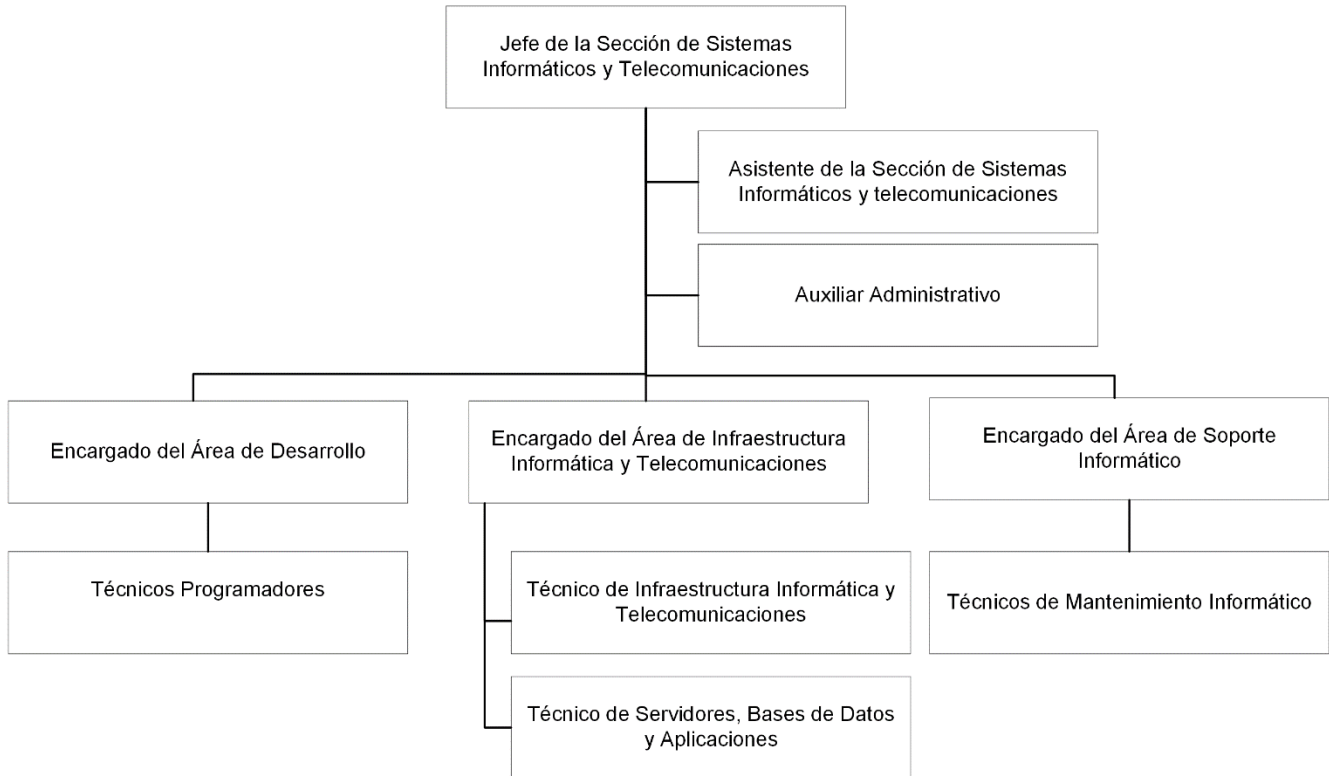 Jefe de la Sección de Sistemas
Informáticos y Telecomunicaciones
Asistente de la Sección de Sistemas
Informáticos y telecomunicaciones
Auxiliar Administrativo
Encargado del Área de Desarrollo
Encargado del Área de Infraestructura
Informática y Telecomunicaciones
Encargado del Área de Soporte
Informático
Técnicos Programadores
Técnico de Infraestructura Informática y
Telecomunicaciones
Técnicos de Mantenimiento Informático
Técnico de Servidores, Bases de Datos
y Aplicaciones